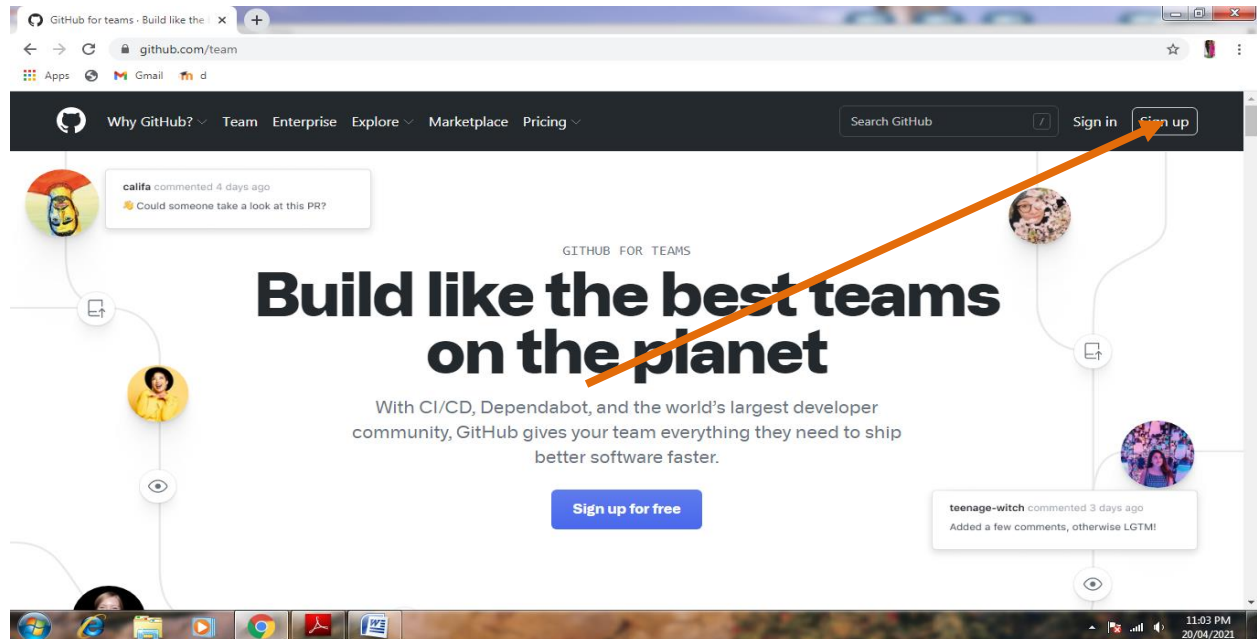 GitHub for teams · Build like the
github.com/team
Apps Gmail d
Why GitHub? Team Enterprise Explore Marketplace Pricing Search GitHub / Sign in Sign up
califa commented 4 days ago
Could someone take a look at this PR?
GITHUB FOR TEAMS
Build like the best teams
on the planet
With CI/CD, Dependabot, and the world's largest developer
community, GitHub gives your team everything they need to ship
better software faster.
Sign up for free
teenage-witch commented 3 days ago
Added a few comments, otherwise LGTM!
11:03 PM
20/04/2021